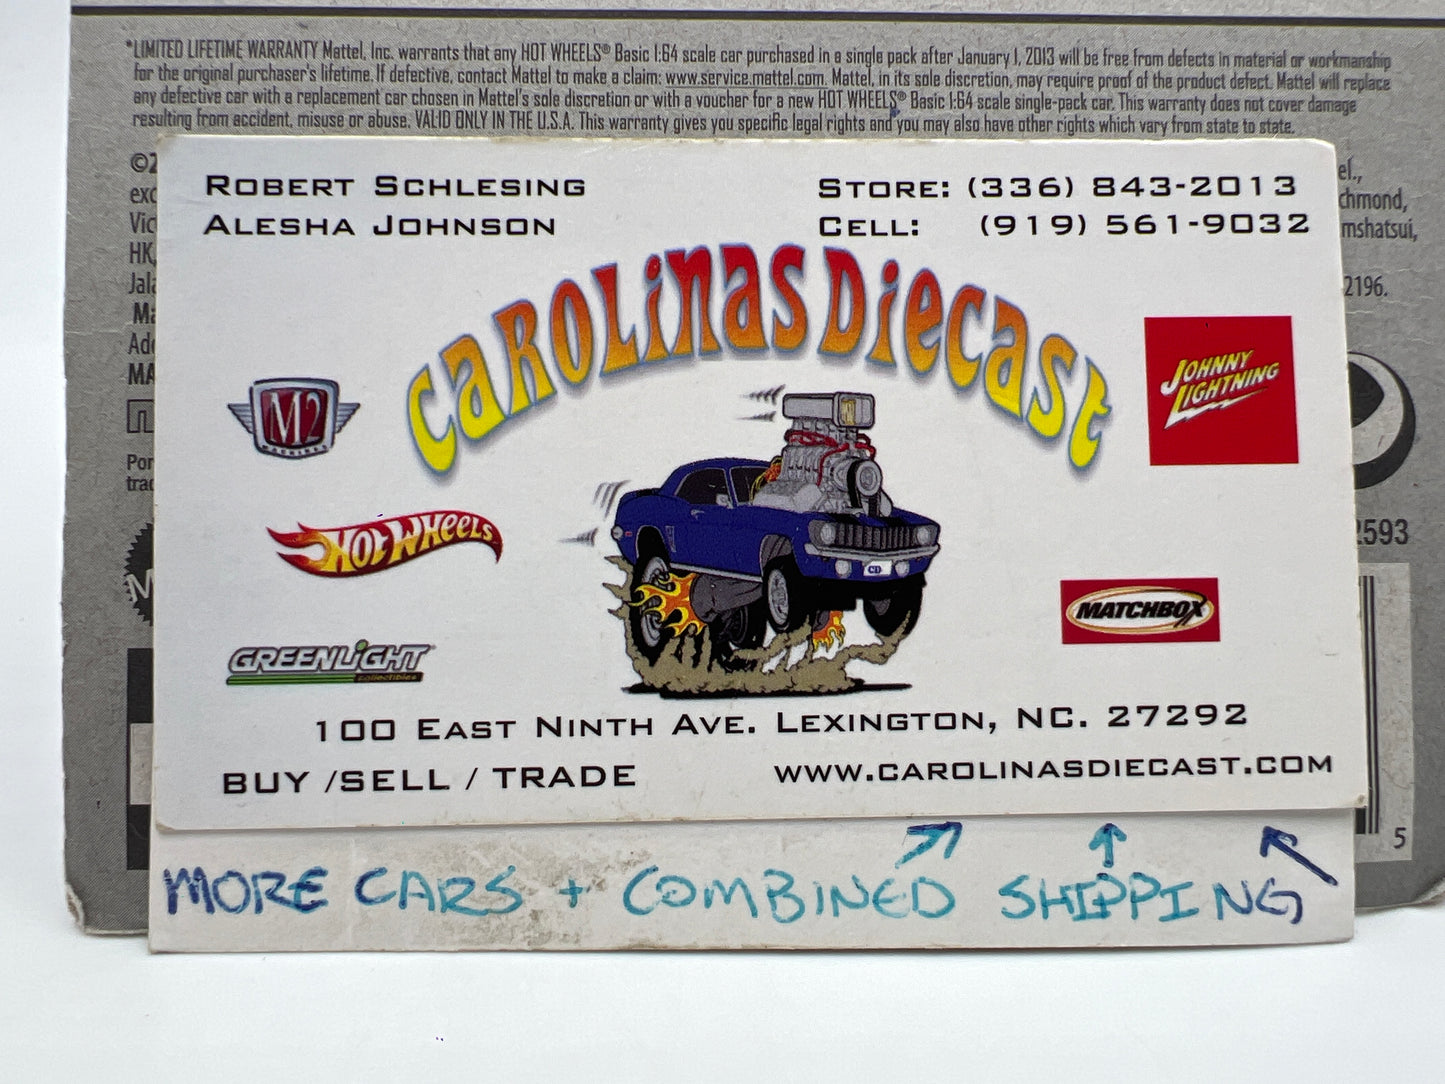 *LIMITED LIFETIME WARRANTY Mattel, Inc. warrants that any HOT WHEELS® Basic 1:64 scale car purchased in a single pack after January 1, 2013 will be free from defects in material or workmanship
for the original purchaser's lifetime. If defective, contact Mattel to make a claim: www.service.mattel.com. Mattel, in its sole discretion, may require proof of the product defect. Mattel will replace
any defective car with a replacement car chosen in Mattel's sole discretion or with a voucher for a new HOT WHEELS® Basic 1:64 scale single-pack car. This warranty does not cover damage
resulting from accident, misuse or abuse. VALID ONLY IN THE U.S.A. This warranty gives you specific legal rights and you may also have other rights which vary from state to state.
ROBERT SCHLESING
ALESHA JOHNSON
STORE: (336) 843-2013
CELL: (919) 561-9032
CAROLINAS DIECAST
M2
MACHINES
JOHNNY
LIGHTNING
HOT WHEELS
CD
MATCHBOX
GREENLIGHT
collectibles
100 EAST NINTH AVE. LEXINGTON, NC. 27292
BUY /SELL / TRADE
WWW.CAROLINASDIECAST.COM
MORE CARS + COMBINED SHIPPING
mshatsui,
2196.
2593
5